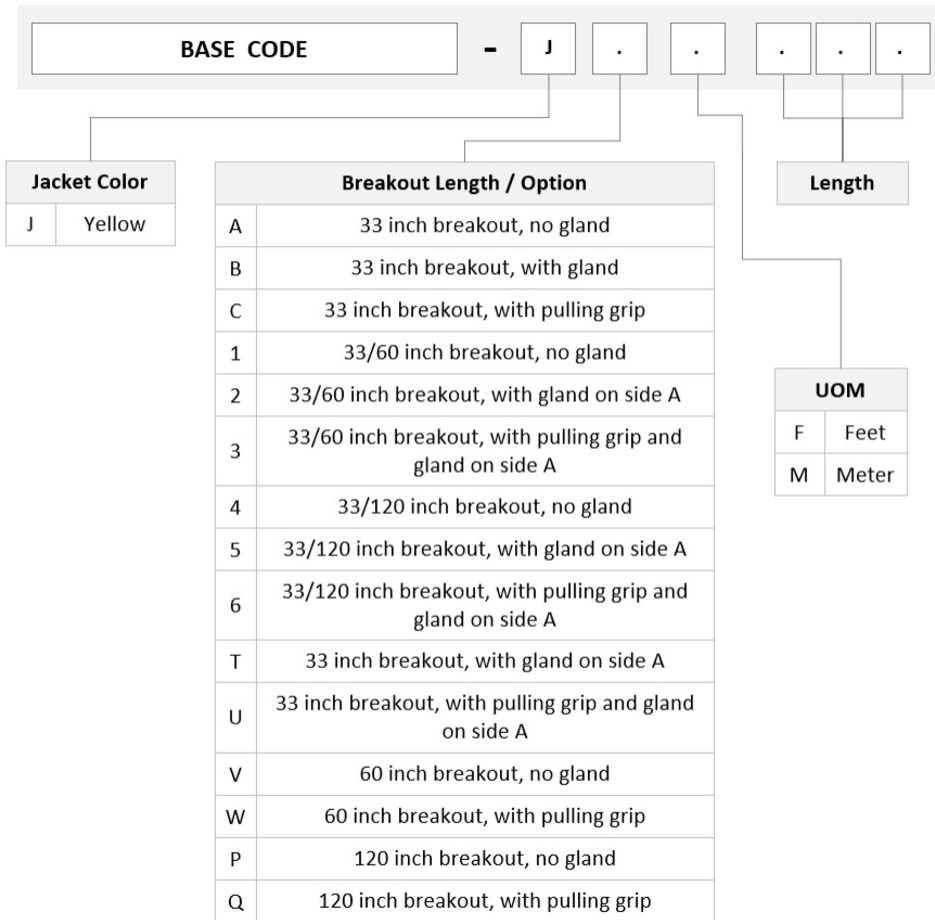 BASE CODE - J . . . . .
Jacket Color
J Yellow
Breakout Length / Option
A 33 inch breakout, no gland
B 33 inch breakout, with gland
C 33 inch breakout, with pulling grip
1 33/60 inch breakout, no gland
2 33/60 inch breakout, with gland on side A
3 33/60 inch breakout, with pulling grip and
gland on side A
4 33/120 inch breakout, no gland
5 33/120 inch breakout, with gland on side A
6 33/120 inch breakout, with pulling grip and
gland on side A
T 33 inch breakout, with gland on side A
U 33 inch breakout, with pulling grip and gland
on side A
V 60 inch breakout, no gland
W 60 inch breakout, with pulling grip
P 120 inch breakout, no gland
Q 120 inch breakout, with pulling grip
Length
UOM
F Feet
M Meter